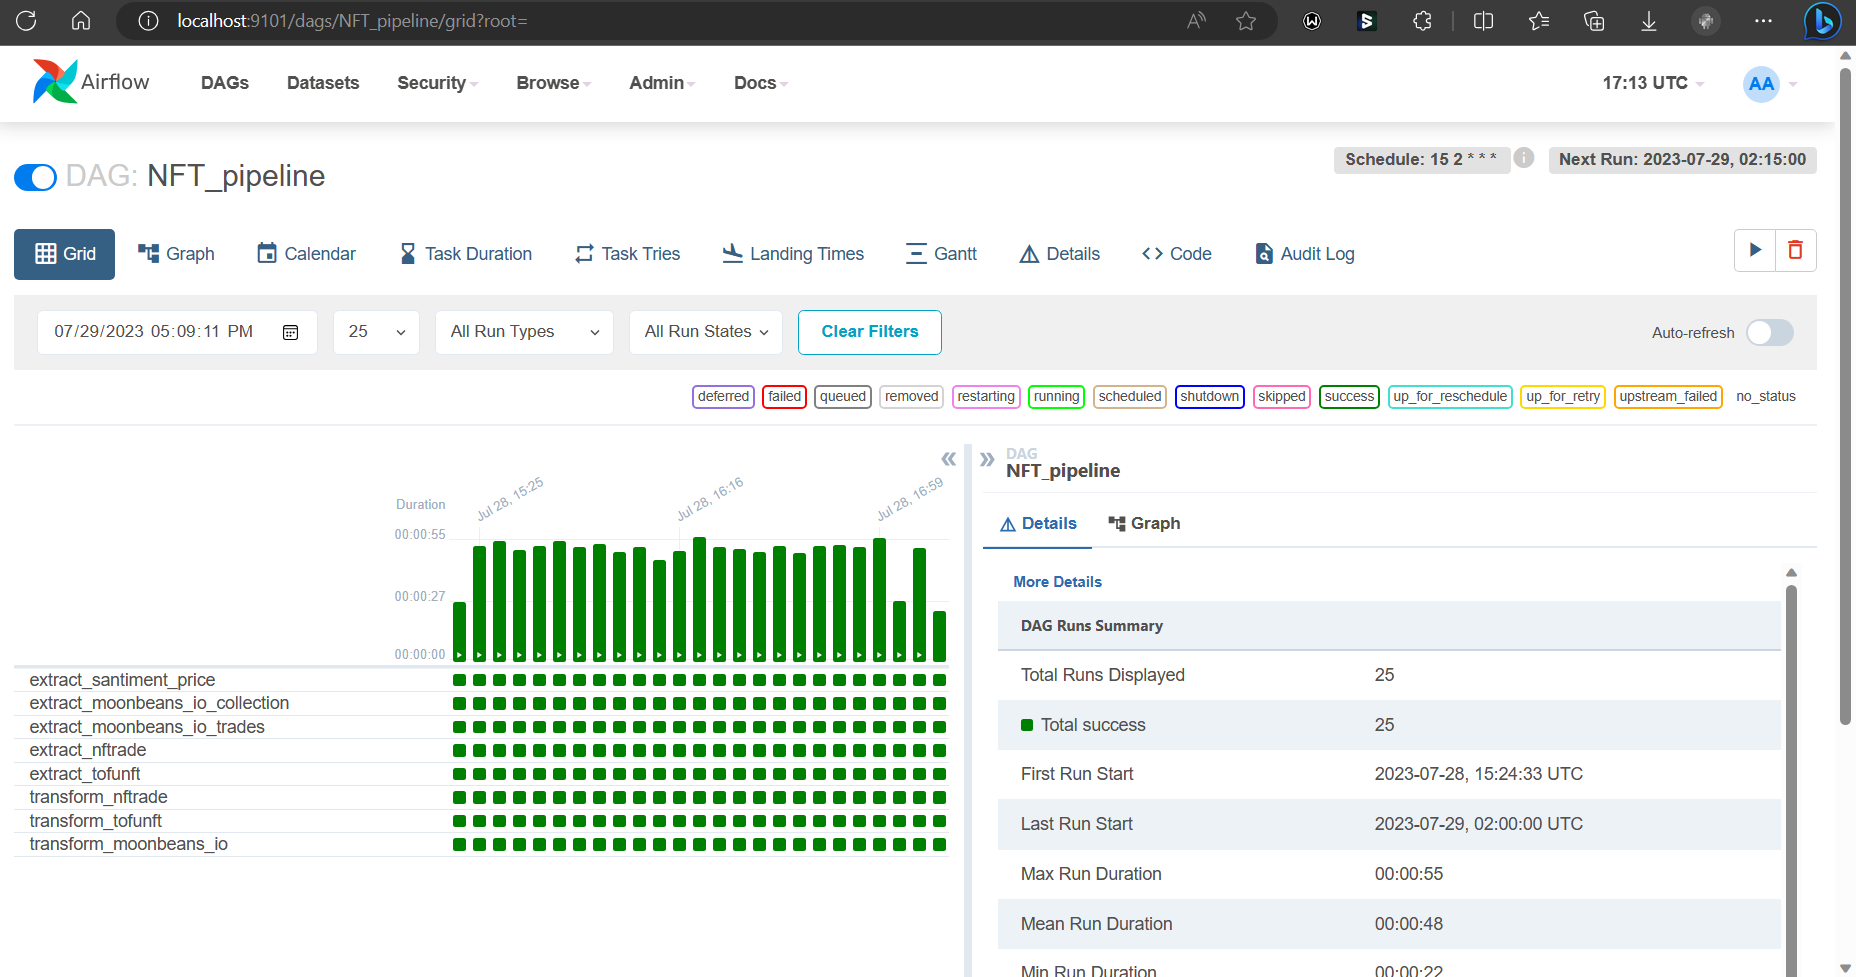 localhost:9101/dags/NFT_pipeline/grid?root=
Airflow DAGs Datasets Security Browse Admin Docs 17:13 UTC AA
DAG: NFT_pipeline
Schedule: 15 2 * * * Next Run: 2023-07-29, 02:15:00
Grid Graph Calendar Task Duration Task Tries Landing Times Gantt Details Code Audit Log
07/29/2023 05:09:11 PM 25 All Run Types All Run States Clear Filters Auto-refresh
deferred failed queued removed restarting running scheduled shutdown skipped success up_for_reschedule up_for_retry upstream_failed no_status
Duration
Jul 28, 15:25 Jul 28, 16:16 Jul 28, 16:59
00:00:55
00:00:27
00:00:00
extract_santiment_price
extract_moonbeans_io_collection
extract_moonbeans_io_trades
extract_nftrade
extract_tofunft
transform_nftrade
transform_tofunft
transform_moonbeans_io
DAG
NFT_pipeline
Details Graph
More Details
DAG Runs Summary
Total Runs Displayed 25
Total success 25
First Run Start 2023-07-28, 15:24:33 UTC
Last Run Start 2023-07-29, 02:00:00 UTC
Max Run Duration 00:00:55
Mean Run Duration 00:00:48
Min Run Duration 00:00:22